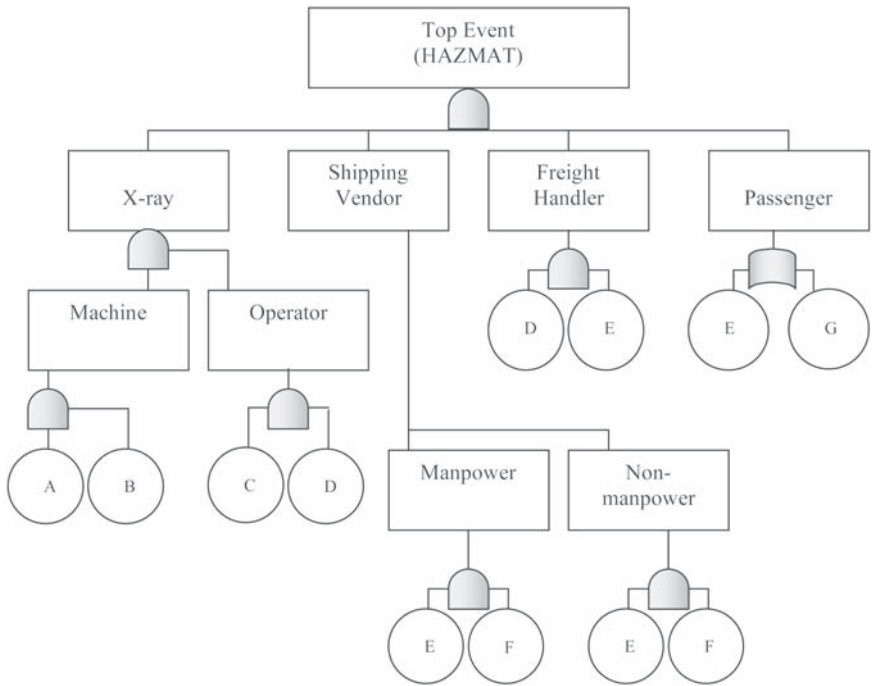 Top Event
(HAZMAT)
X-ray
Shipping
Vendor
Freight
Handler
Passenger
Machine
Operator
D
E
E
G
A
B
C
D
Manpower
Non-
manpower
E
F
E
F